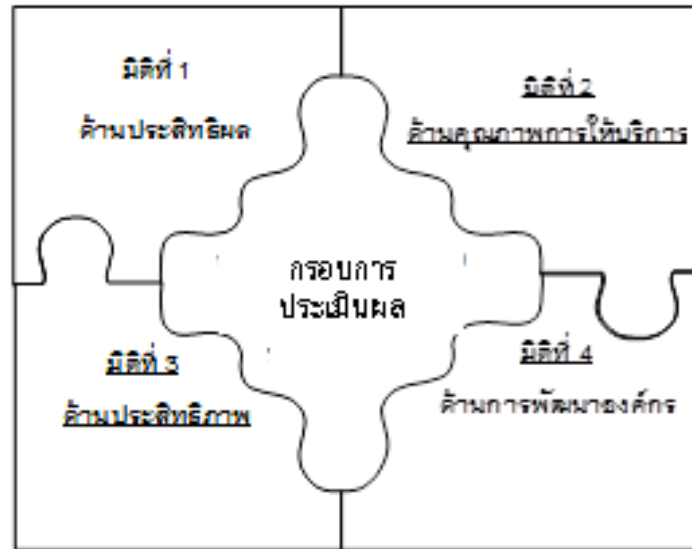 มิติที่ 1
ด้านประสิทธิผล
มิติที่ 2
ด้านคุณภาพการให้บริการ
กรอบการ
ประเมินผล
มิติที่ 3
ด้านประสิทธิภาพ
มิติที่ 4
ด้านการพัฒนาองค์กร